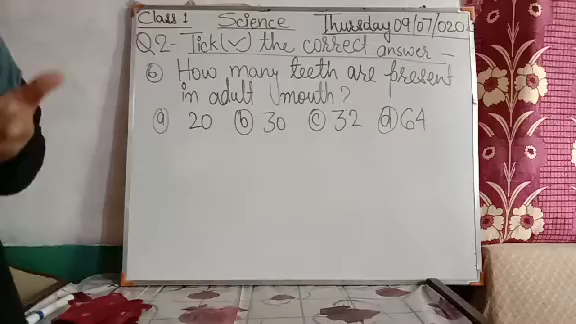 Class 1 Science Thursday 09/07/020
Q2- Tick(✓) the correct answer -
⑥ How many teeth are present
in adult mouth?
ⓐ 20 ⓑ 30 ⓒ 32 ⓓ 64